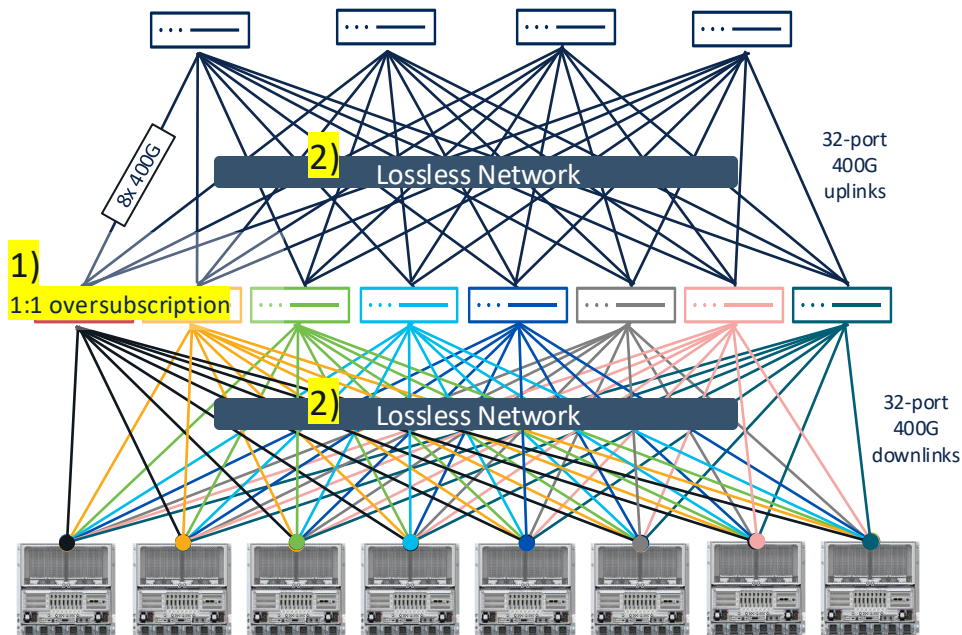 2)
Lossless Network
8x 400G
32-port
400G
uplinks
1)
1:1 oversubscription
2)
Lossless Network
32-port
400G
downlinks